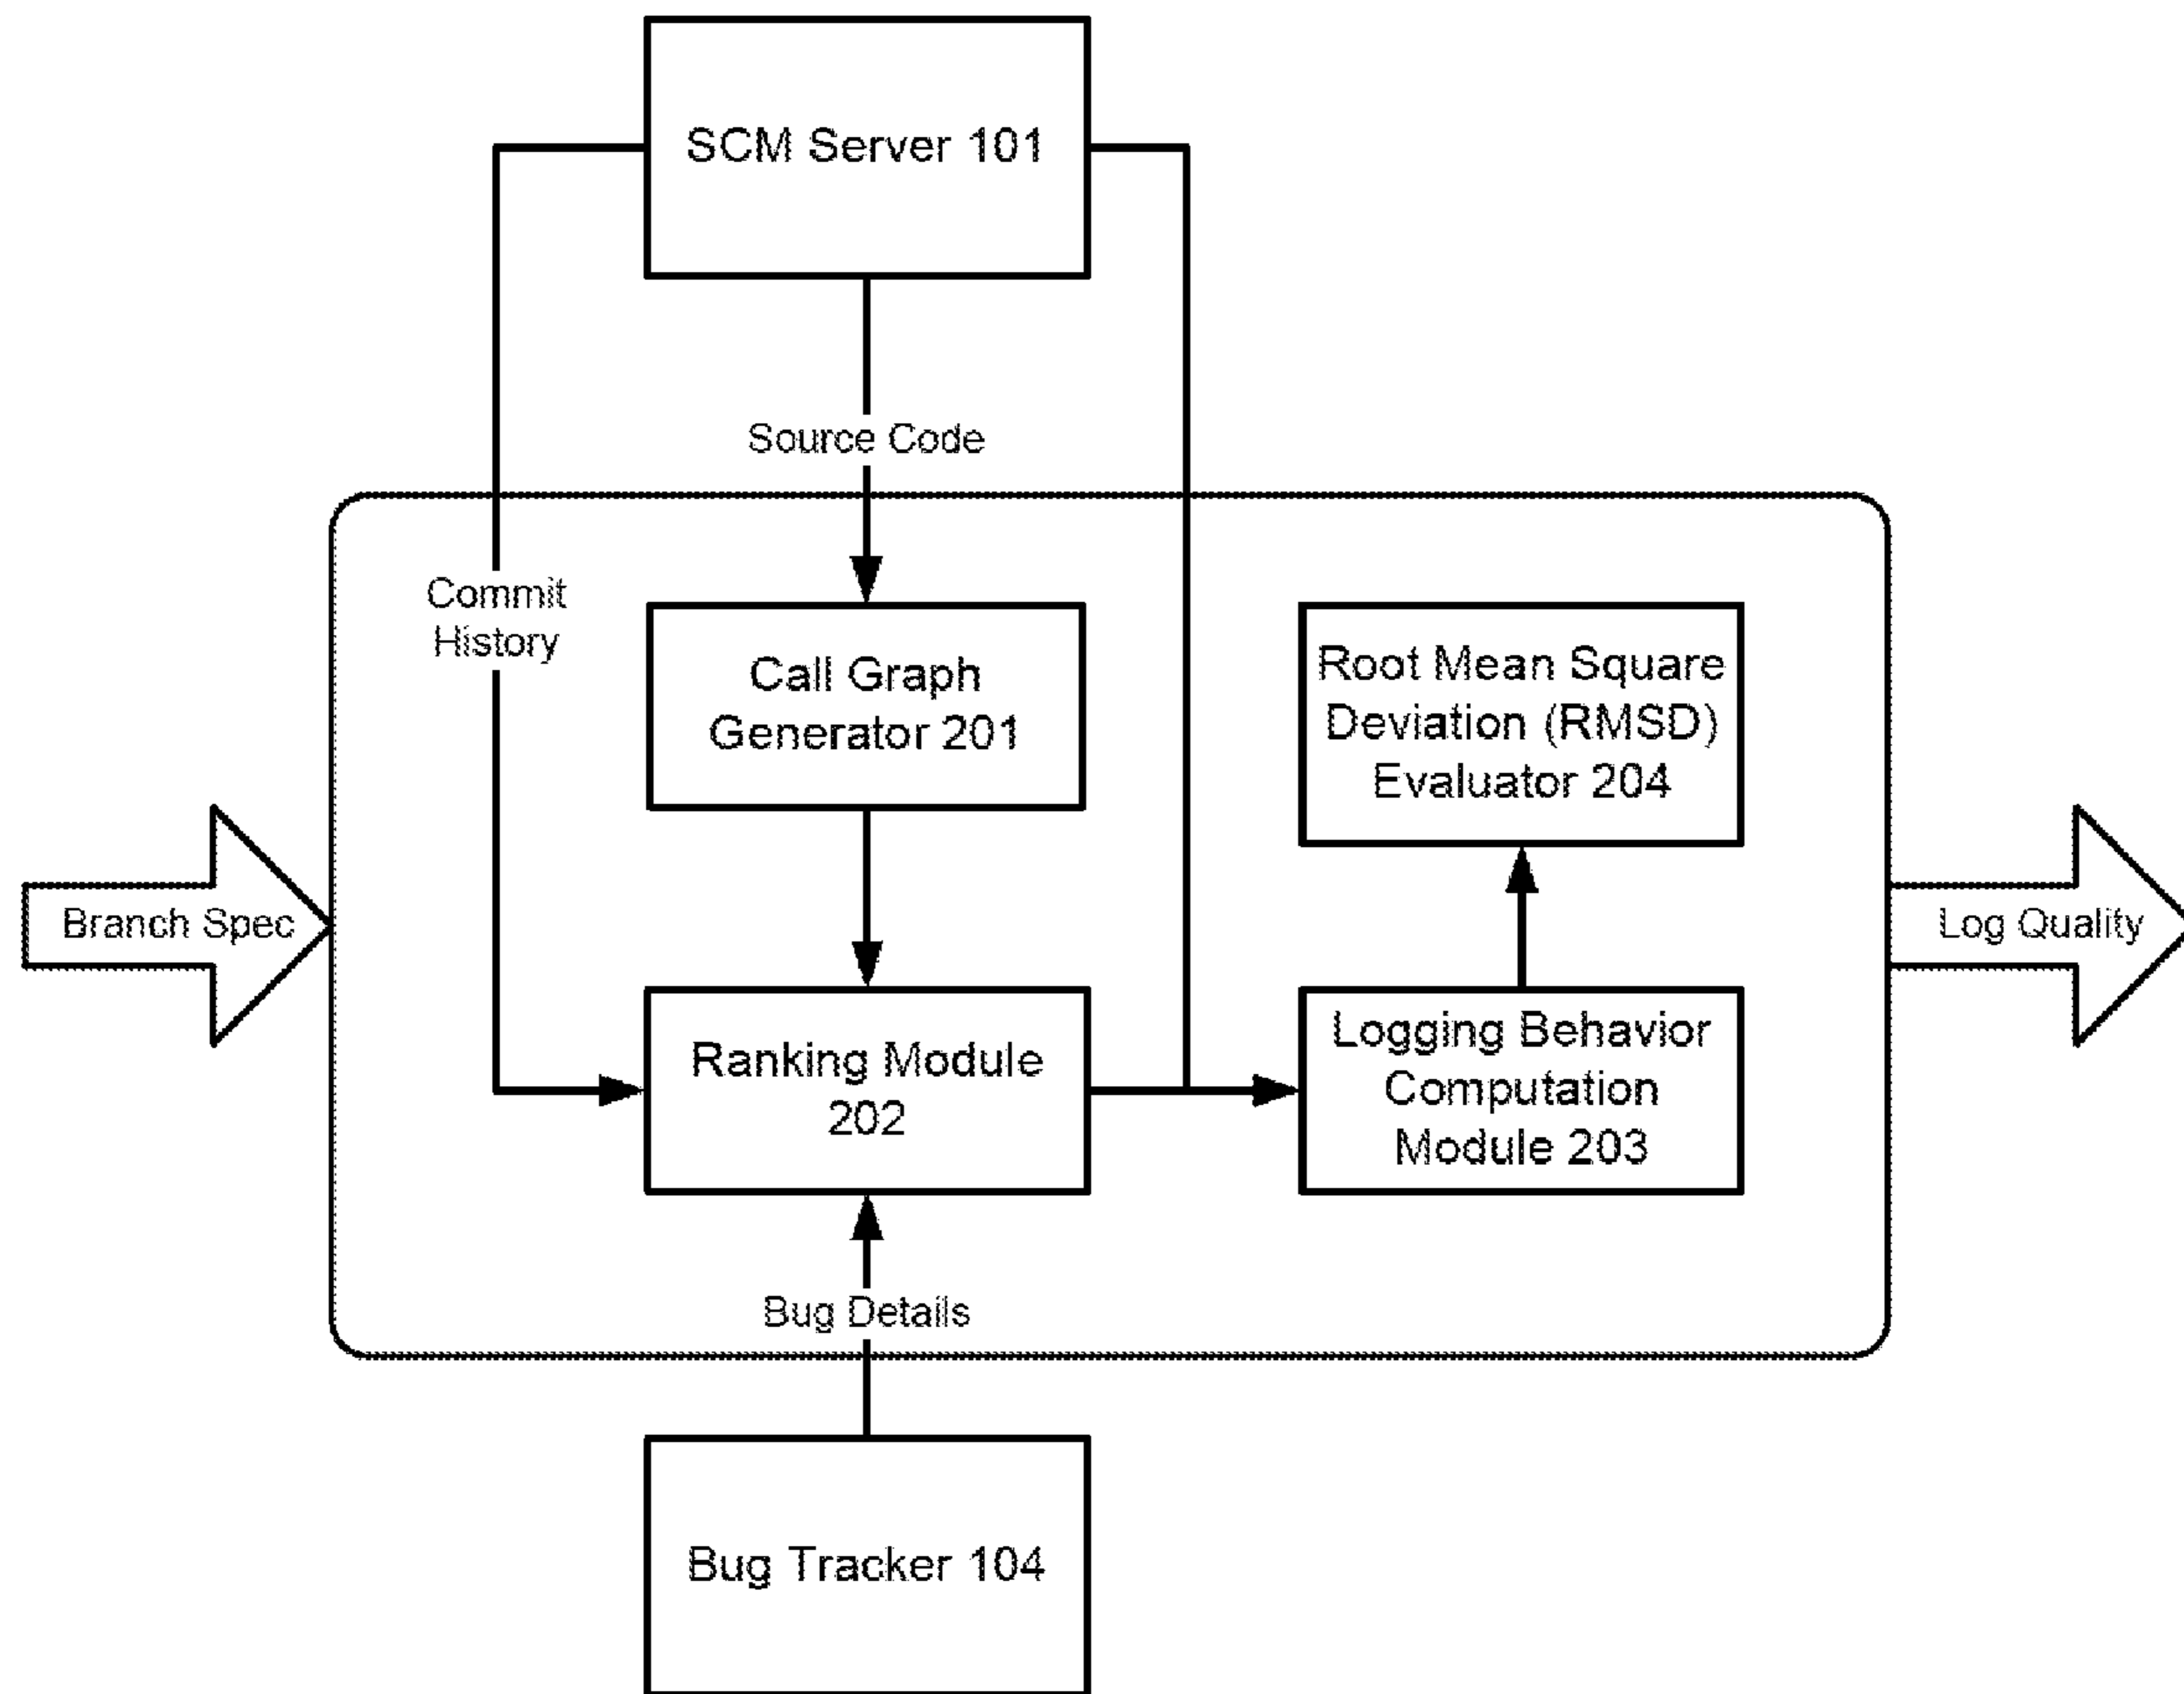 SCM Server 101
Source Code
Commit
History
Call Graph
Generator 201
Root Mean Square
Deviation (RMSD)
Evaluator 204
Branch Spec
Log Quality
Ranking Module
202
Logging Behavior
Computation
Module 203
Bug Details
Bug Tracker 104